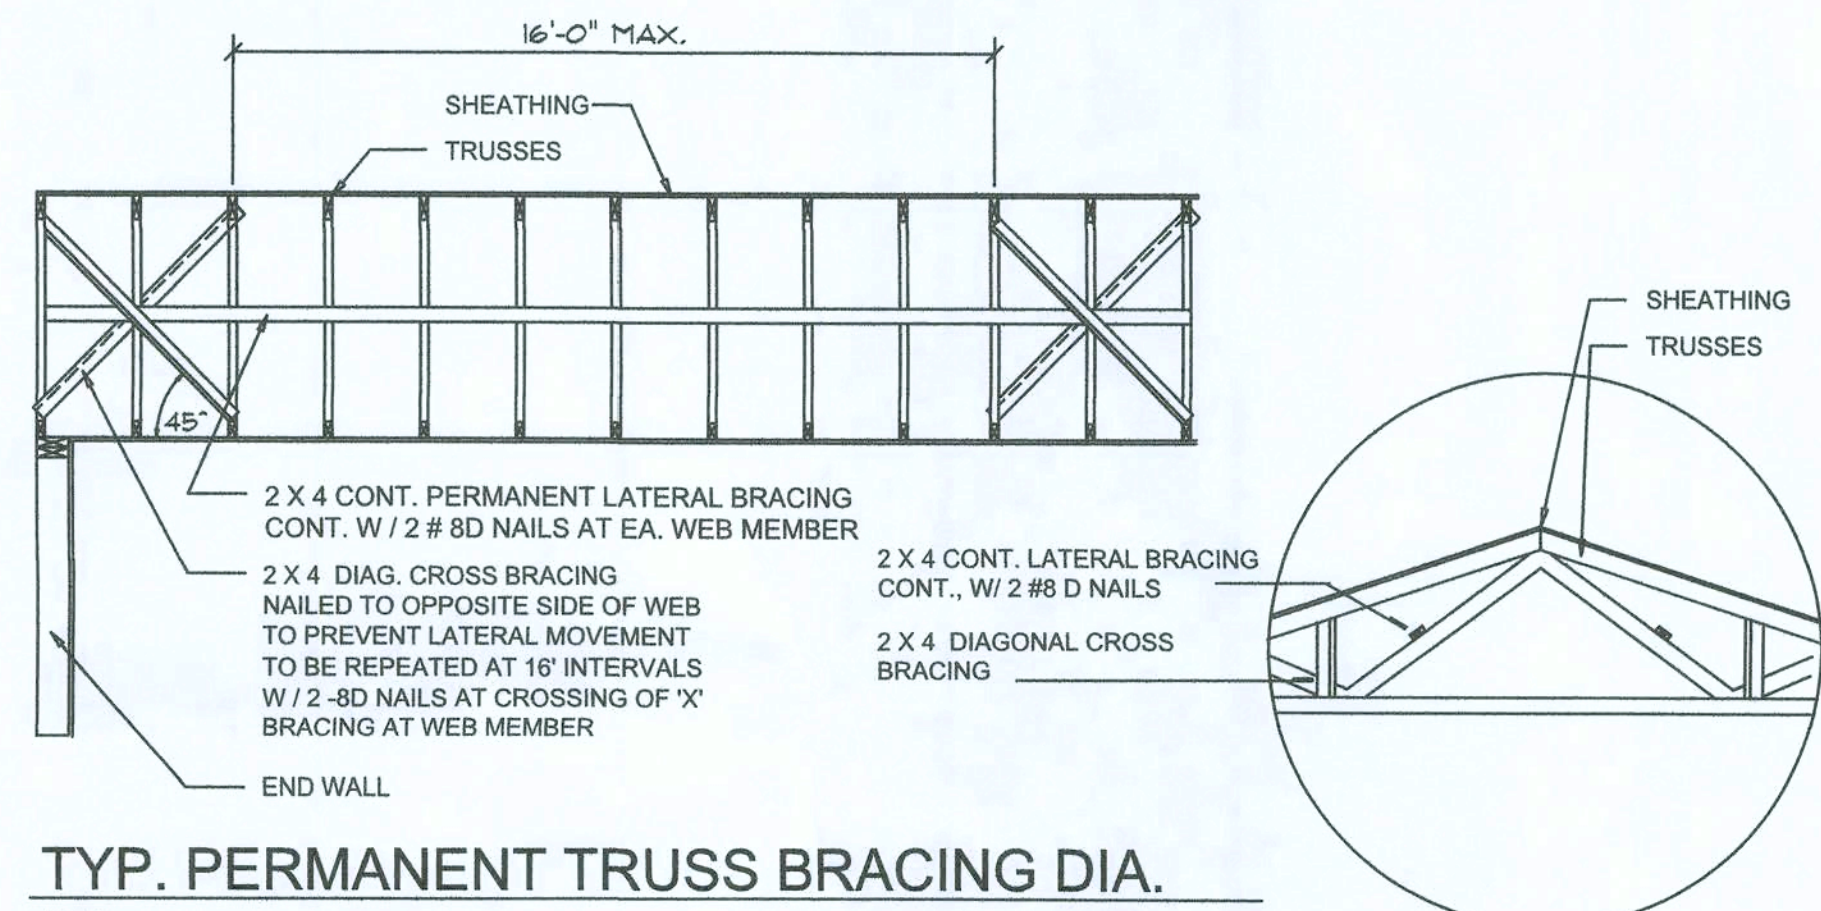 16'-0" MAX.
SHEATHING
TRUSSES
45°
2 X 4 CONT. PERMANENT LATERAL BRACING
CONT. W / 2 # 8D NAILS AT EA. WEB MEMBER
2 X 4 DIAG. CROSS BRACING
NAILED TO OPPOSITE SIDE OF WEB
TO PREVENT LATERAL MOVEMENT
TO BE REPEATED AT 16' INTERVALS
W / 2 -8D NAILS AT CROSSING OF 'X'
BRACING AT WEB MEMBER
END WALL
SHEATHING
TRUSSES
2 X 4 CONT. LATERAL BRACING
CONT., W/ 2 #8 D NAILS
2 X 4 DIAGONAL CROSS
BRACING
TYP. PERMANENT TRUSS BRACING DIA.